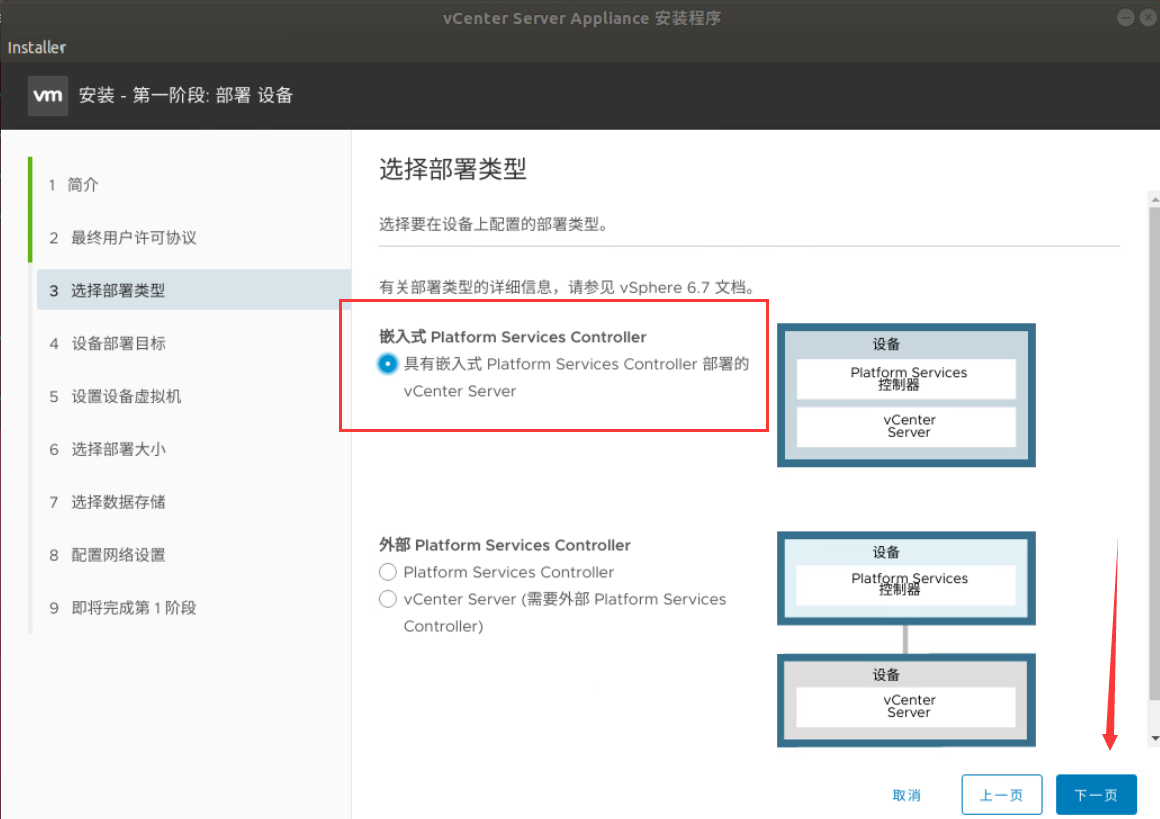 vCenter Server Appliance 安装程序
Installer
vm 安装 - 第一阶段: 部署 设备
1 简介
2 最终用户许可协议
3 选择部署类型
4 设备部署目标
5 设置设备虚拟机
6 选择部署大小
7 选择数据存储
8 配置网络设置
9 即将完成第 1 阶段
选择部署类型
选择要在设备上配置的部署类型。
有关部署类型的详细信息，请参见 vSphere 6.7 文档。
嵌入式 Platform Services Controller
具有嵌入式 Platform Services Controller 部署的
vCenter Server
设备
Platform Services
控制器
vCenter
Server
外部 Platform Services Controller
Platform Services Controller
vCenter Server (需要外部 Platform Services
Controller)
设备
Platform Services
控制器
设备
vCenter
Server
取消
上一页
下一页